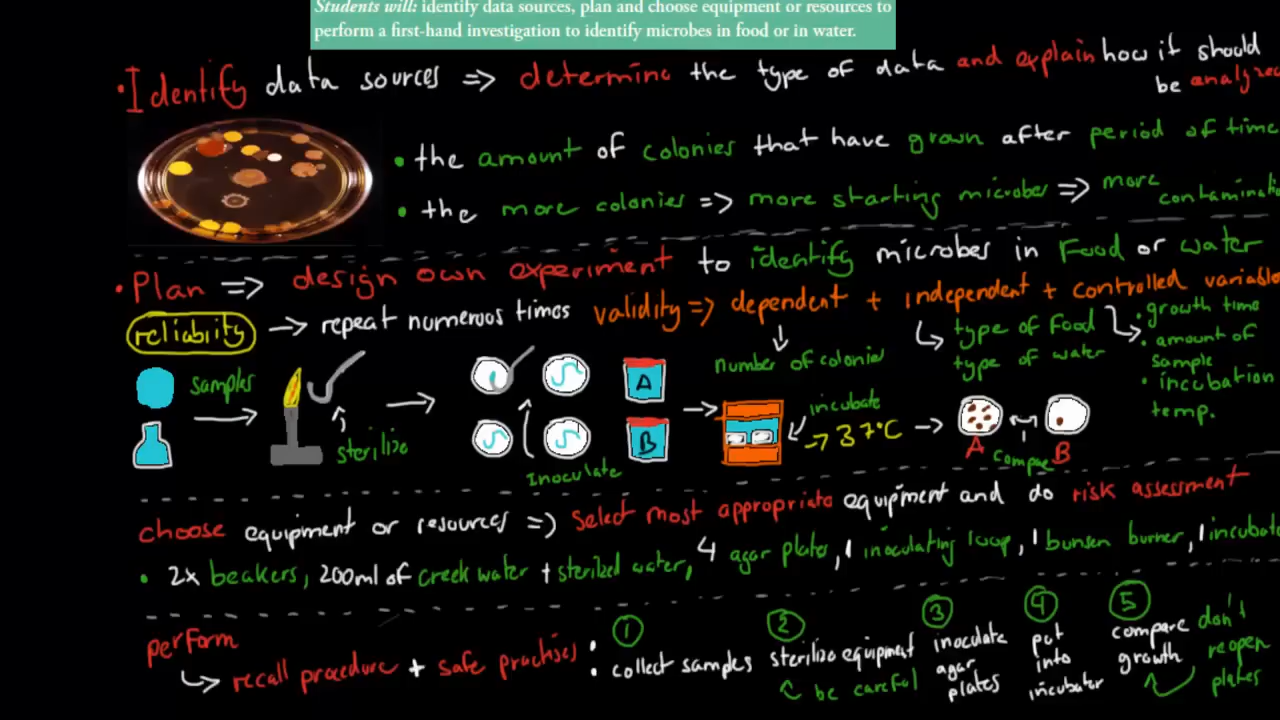 Students will: identify data sources, plan and choose equipment or resources to
perform a first-hand investigation to identify microbes in food or in water.
• Identify data sources => determine the type of data and explain how it should
be
• the amount of colonies that have grown after period of time
• the more colonies => more starting microbes => more
• Plan => design own experiment to identify microbes in Food or water
reliability → repeat numerous times validity => dependent + independent + controlled
number of colonies
type of food
type of water
• growth time
• amount of
sample
• incubation
temp.
samples
sterilize
Inoculate
A
B
incubate
→ 37°C
A compare B
choose equipment or resources => select most appropriate equipment and do risk assessment
• 2x beakers, 200ml of creek water + sterilized water, 4 agar plates, 1 inoculating loop, 1 bunsen burner, 1
perform
recall procedure + safe practises :
1
collect samples
2
sterilize equipment
be careful
3
inoculate
agar
plates
4
put
into
incubator
5
compare
growth
don't
reopen
plates